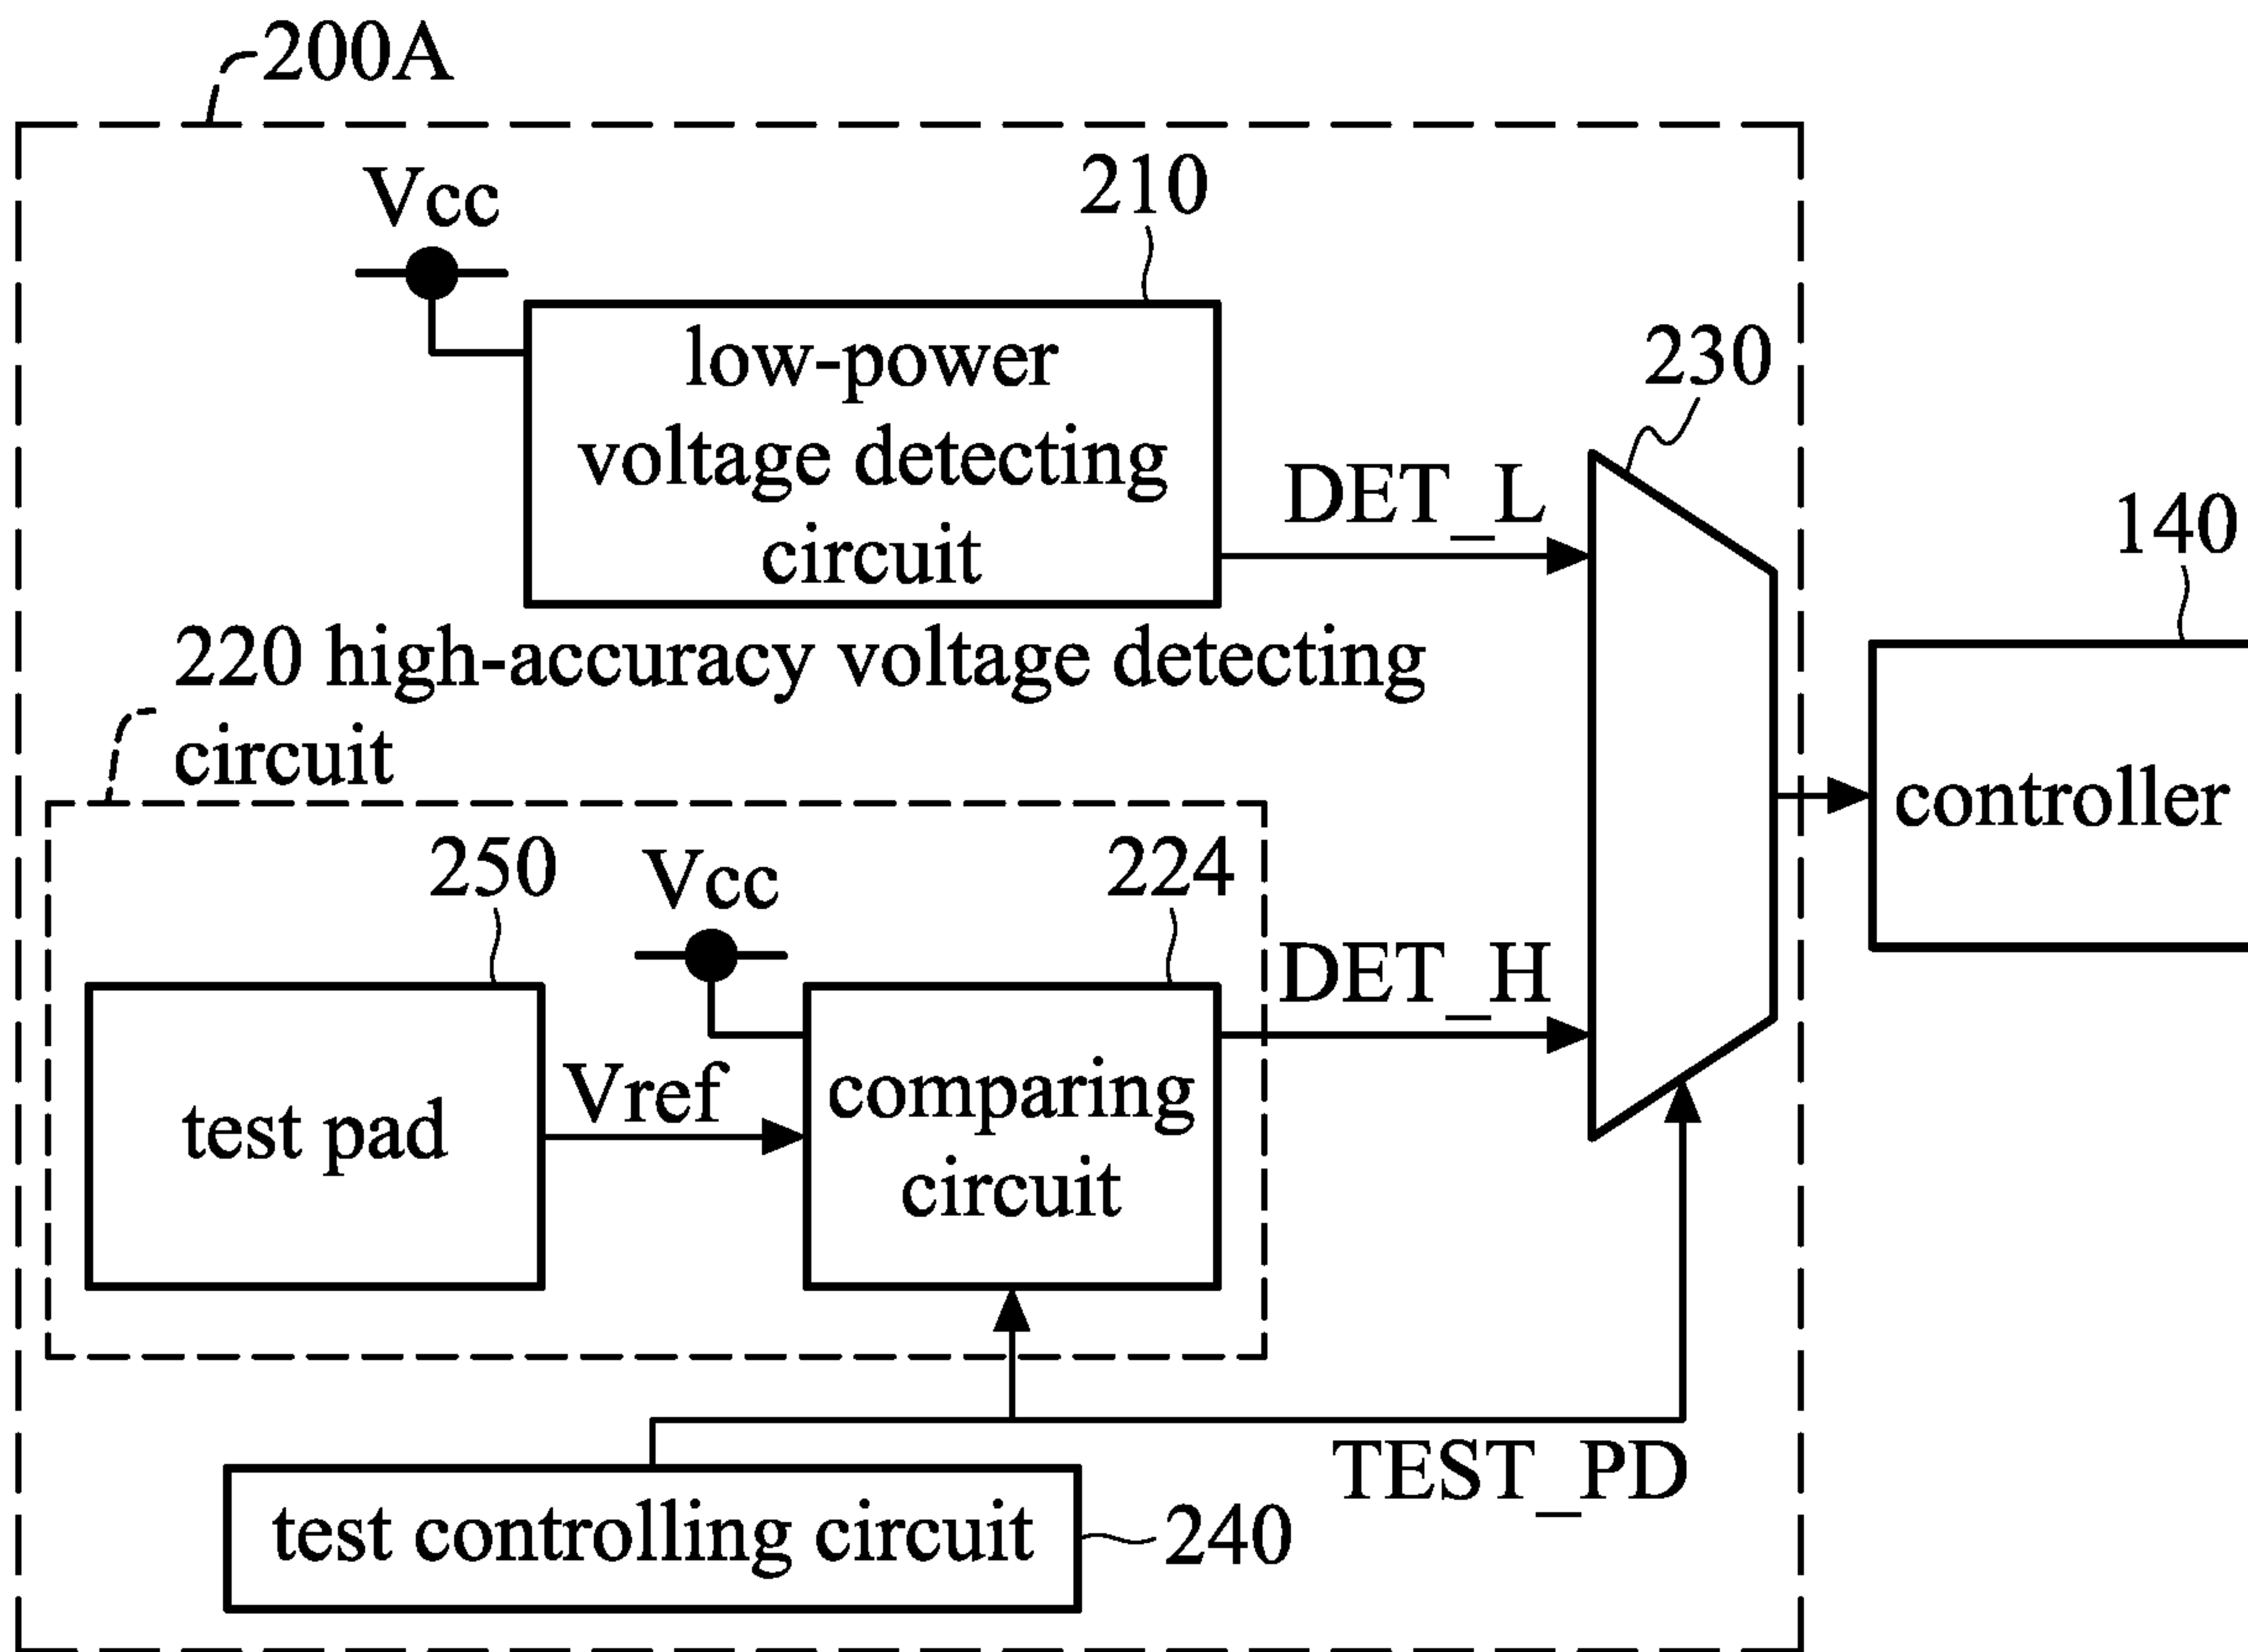 200A
Vcc
210
low-power
voltage detecting
circuit
DET_L
230
140
controller
220 high-accuracy voltage detecting
circuit
250
Vcc
224
test pad
Vref
comparing
circuit
DET_H
TEST_PD
test controlling circuit
240